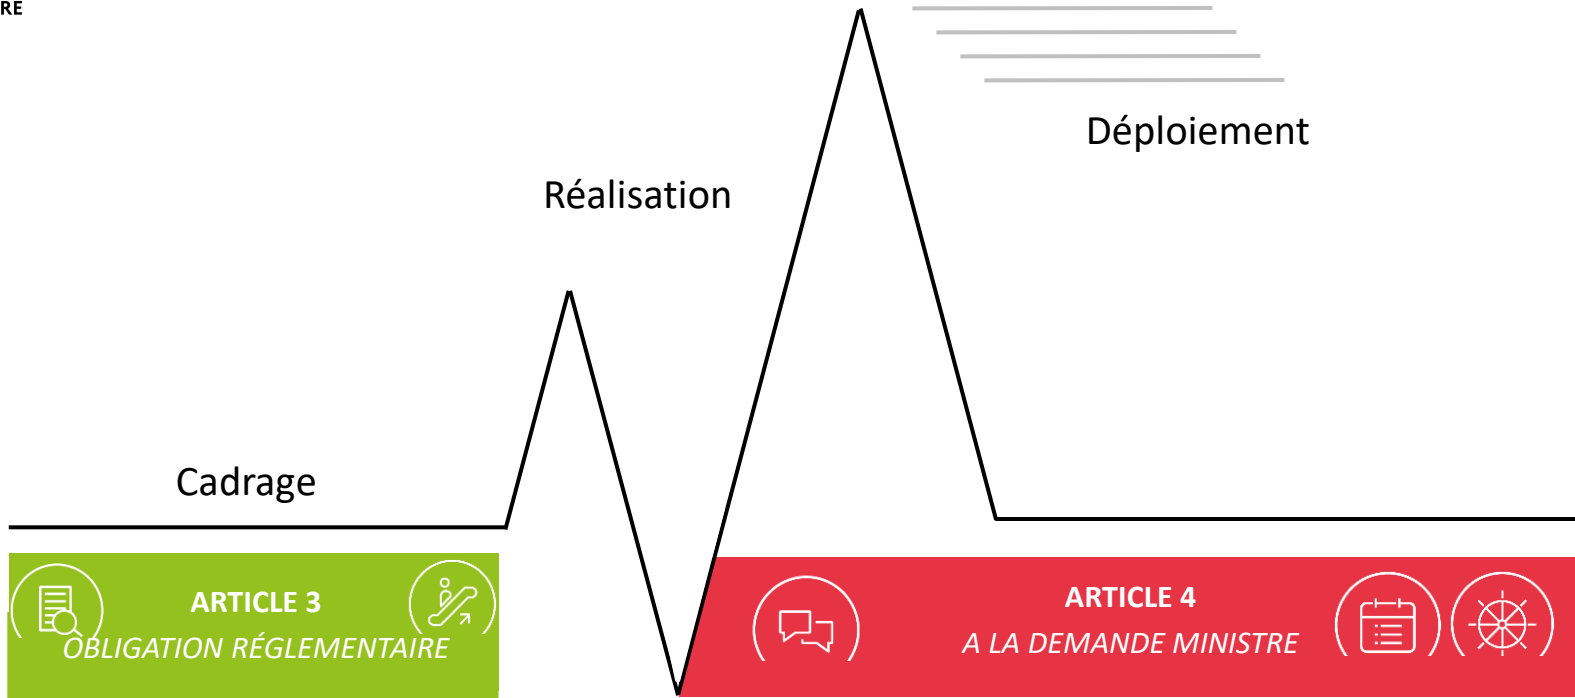 RE
Déploiement
Réalisation
Cadrage
ARTICLE 3
OBLIGATION RÉGLEMENTAIRE
ARTICLE 4
A LA DEMANDE MINISTRE